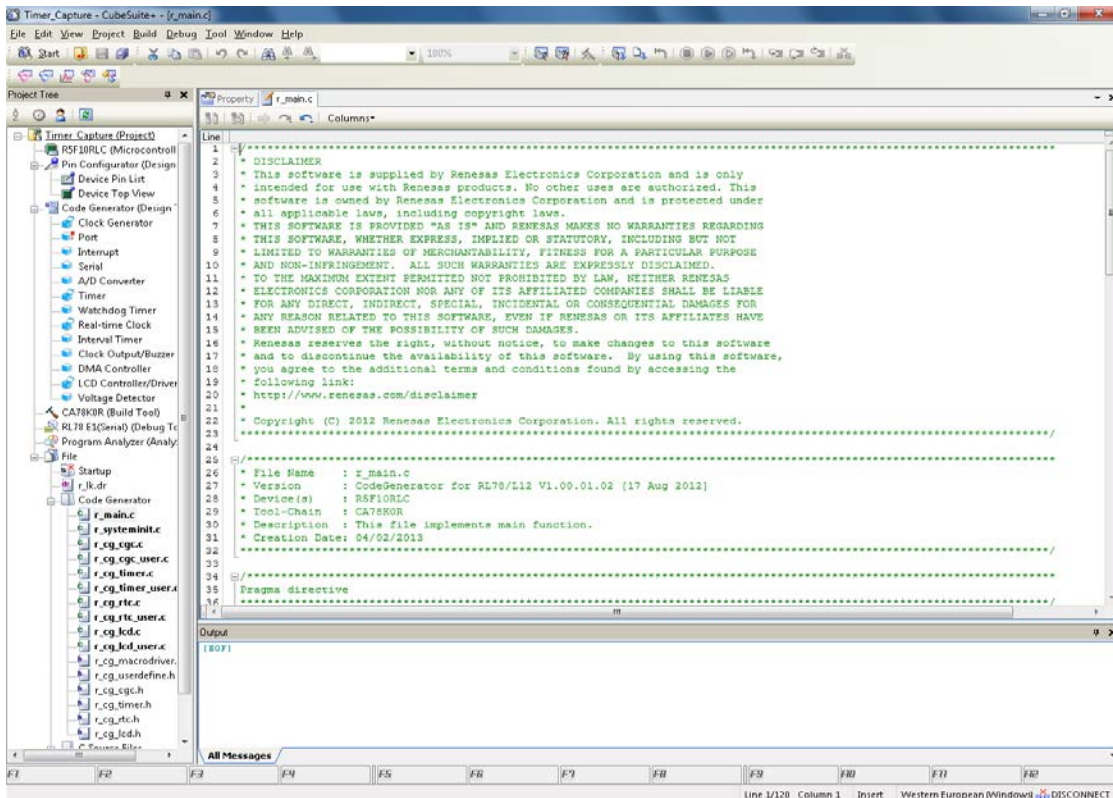 Timer_Capture - CubeSuite+ - [r_main.c]
File Edit View Project Build Debug Tool Window Help
Start
100%
Project Tree
Property r_main.c
Columns
Timer_Capture (Project)
R5F10RLC (Microcontroll
Pin Configurator (Design
Device Pin List
Device Top View
Code Generator (Design
Clock Generator
Port
Interrupt
Serial
A/D Converter
Timer
Watchdog Timer
Real-time Clock
Interval Timer
Clock Output/Buzzer
DMA Controller
LCD Controller/Driver
Voltage Detector
CA78K0R (Build Tool)
RL78 E1(Serial) (Debug To
Program Analyzer (Analy
File
Startup
r_lk.dr
Code Generator
r_main.c
r_systeminit.c
r_cg_cgc.c
r_cg_cgc_user.c
r_cg_timer.c
r_cg_timer_user.c
r_cg_rtc.c
r_cg_rtc_user.c
r_cg_lcd.c
r_cg_lcd_user.c
r_cg_macrodriver.
r_cg_userdefine.h
r_cg_cgc.h
r_cg_timer.h
r_cg_rtc.h
r_cg_lcd.h
C Source Files
Line
1 /***********************************************************************************************************************
2 * DISCLAIMER
3 * This software is supplied by Renesas Electronics Corporation and is only
4 * intended for use with Renesas products. No other uses are authorized. This
5 * software is owned by Renesas Electronics Corporation and is protected under
6 * all applicable laws, including copyright laws.
7 * THIS SOFTWARE IS PROVIDED "AS IS" AND RENESAS MAKES NO WARRANTIES REGARDING
8 * THIS SOFTWARE, WHETHER EXPRESS, IMPLIED OR STATUTORY, INCLUDING BUT NOT
9 * LIMITED TO WARRANTIES OF MERCHANTABILITY, FITNESS FOR A PARTICULAR PURPOSE
10 * AND NON-INFRINGEMENT. ALL SUCH WARRANTIES ARE EXPRESSLY DISCLAIMED.
11 * TO THE MAXIMUM EXTENT PERMITTED NOT PROHIBITED BY LAW, NEITHER RENESAS
12 * ELECTRONICS CORPORATION NOR ANY OF ITS AFFILIATED COMPANIES SHALL BE LIABLE
13 * FOR ANY DIRECT, INDIRECT, SPECIAL, INCIDENTAL OR CONSEQUENTIAL DAMAGES FOR
14 * ANY REASON RELATED TO THIS SOFTWARE, EVEN IF RENESAS OR ITS AFFILIATES HAVE
15 * BEEN ADVISED OF THE POSSIBILITY OF SUCH DAMAGES.
16 * Renesas reserves the right, without notice, to make changes to this software
17 * and to discontinue the availability of this software. By using this software,
18 * you agree to the additional terms and conditions found by accessing the
19 * following link:
20 * http://www.renesas.com/disclaimer
21 *
22 * Copyright (C) 2012 Renesas Electronics Corporation. All rights reserved.
23 ***********************************************************************************************************************/
24
25 /***********************************************************************************************************************
26 * File Name : r_main.c
27 * Version : CodeGenerator for RL78/L12 V1.00.01.02 [17 Aug 2012]
28 * Device(s) : R5F10RLC
29 * Tool-Chain : CA78K0R
30 * Description : This file implements main function.
31 * Creation Date: 04/02/2013
32 ***********************************************************************************************************************/
33
34 /***********************************************************************************************************************
35 Pragma directive
36 ***********************************************************************************************************************/
Output
[EOF]
All Messages
F1 F2 F3 F4 F5 F6 F7 F8 F9 F10 F11 F12
Line 1/120 Column 1 Insert Western European (Windows) DISCONNECT